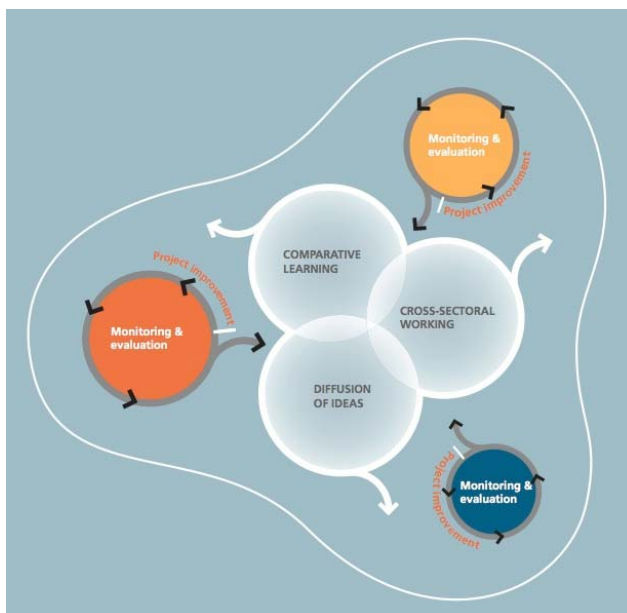 Monitoring &
evaluation
Project improvement
COMPARATIVE
LEARNING
Project improvement
CROSS-SECTORAL
WORKING
Monitoring &
evaluation
DIFFUSION
OF IDEAS
Monitoring &
evaluation
Project improvement